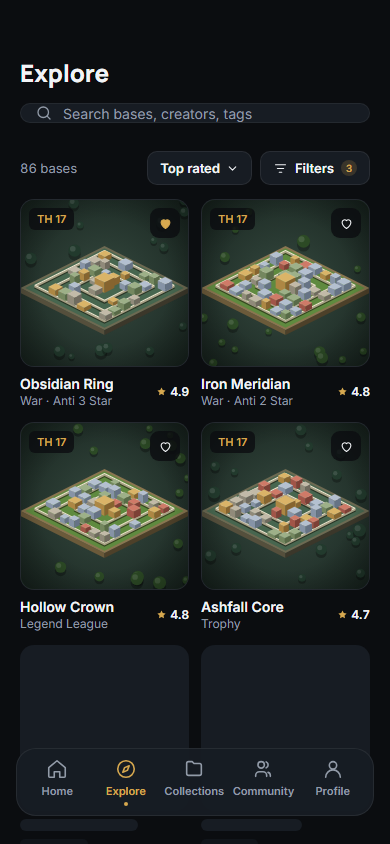 Explore
Search bases, creators, tags
86 bases
Top rated
Filters 3
TH 17
TH 17
Obsidian Ring 4.9
War · Anti 3 Star
Iron Meridian 4.8
War · Anti 2 Star
TH 17
TH 17
Hollow Crown 4.8
Legend League
Ashfall Core 4.7
Trophy
Home
Explore
Collections
Community
Profile